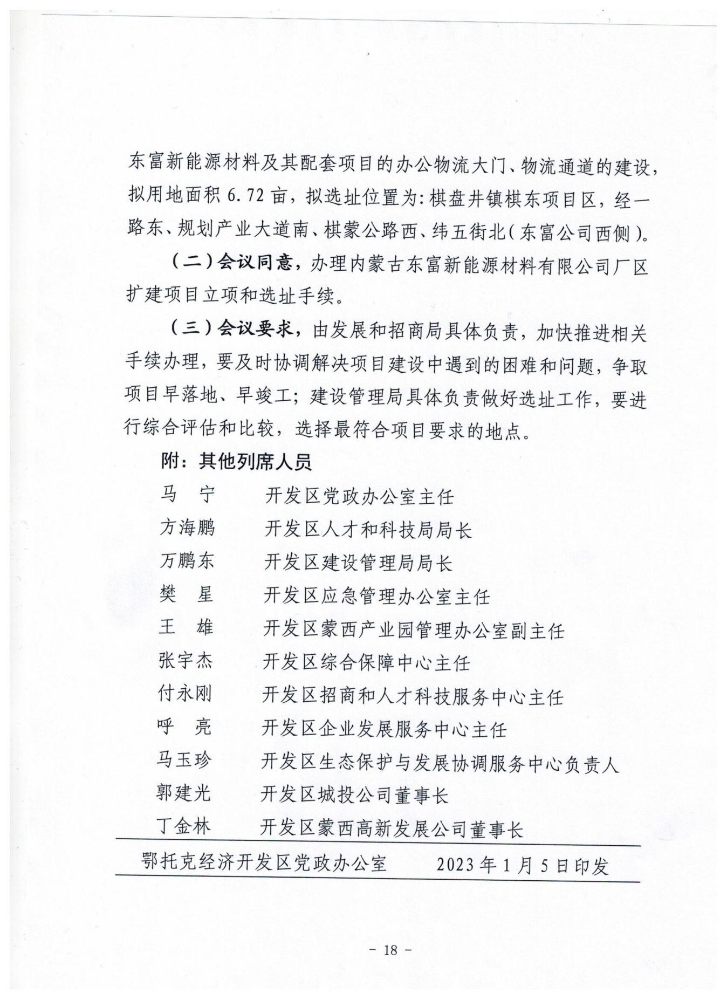 东富新能源材料及其配套项目的办公物流大门、物流通道的建设，
拟用地面积 6.72 亩，拟选址位置为：棋盘井镇棋东项目区，经一
路东、规划产业大道南、棋蒙公路西、纬五街北（东富公司西侧）。
（二）会议同意，办理内蒙古东富新能源材料有限公司厂区
扩建项目立项和选址手续。
（三）会议要求，由发展和招商局具体负责，加快推进相关
手续办理，要及时协调解决项目建设中遇到的困难和问题，争取
项目早落地、早竣工；建设管理局具体负责做好选址工作，要进
行综合评估和比较，选择最符合项目要求的地点。
附：其他列席人员
马　宁　开发区党政办公室主任
方海鹏　开发区人才和科技局局长
万鹏东　开发区建设管理局局长
樊　星　开发区应急管理办公室主任
王　雄　开发区蒙西产业园管理办公室副主任
张宇杰　开发区综合保障中心主任
付永刚　开发区招商和人才科技服务中心主任
呼　亮　开发区企业发展服务中心主任
马玉珍　开发区生态保护与发展协调服务中心负责人
郭建光　开发区城投公司董事长
丁金林　开发区蒙西高新发展公司董事长
鄂托克经济开发区党政办公室　2023 年 1 月 5 日印发
- 18 -